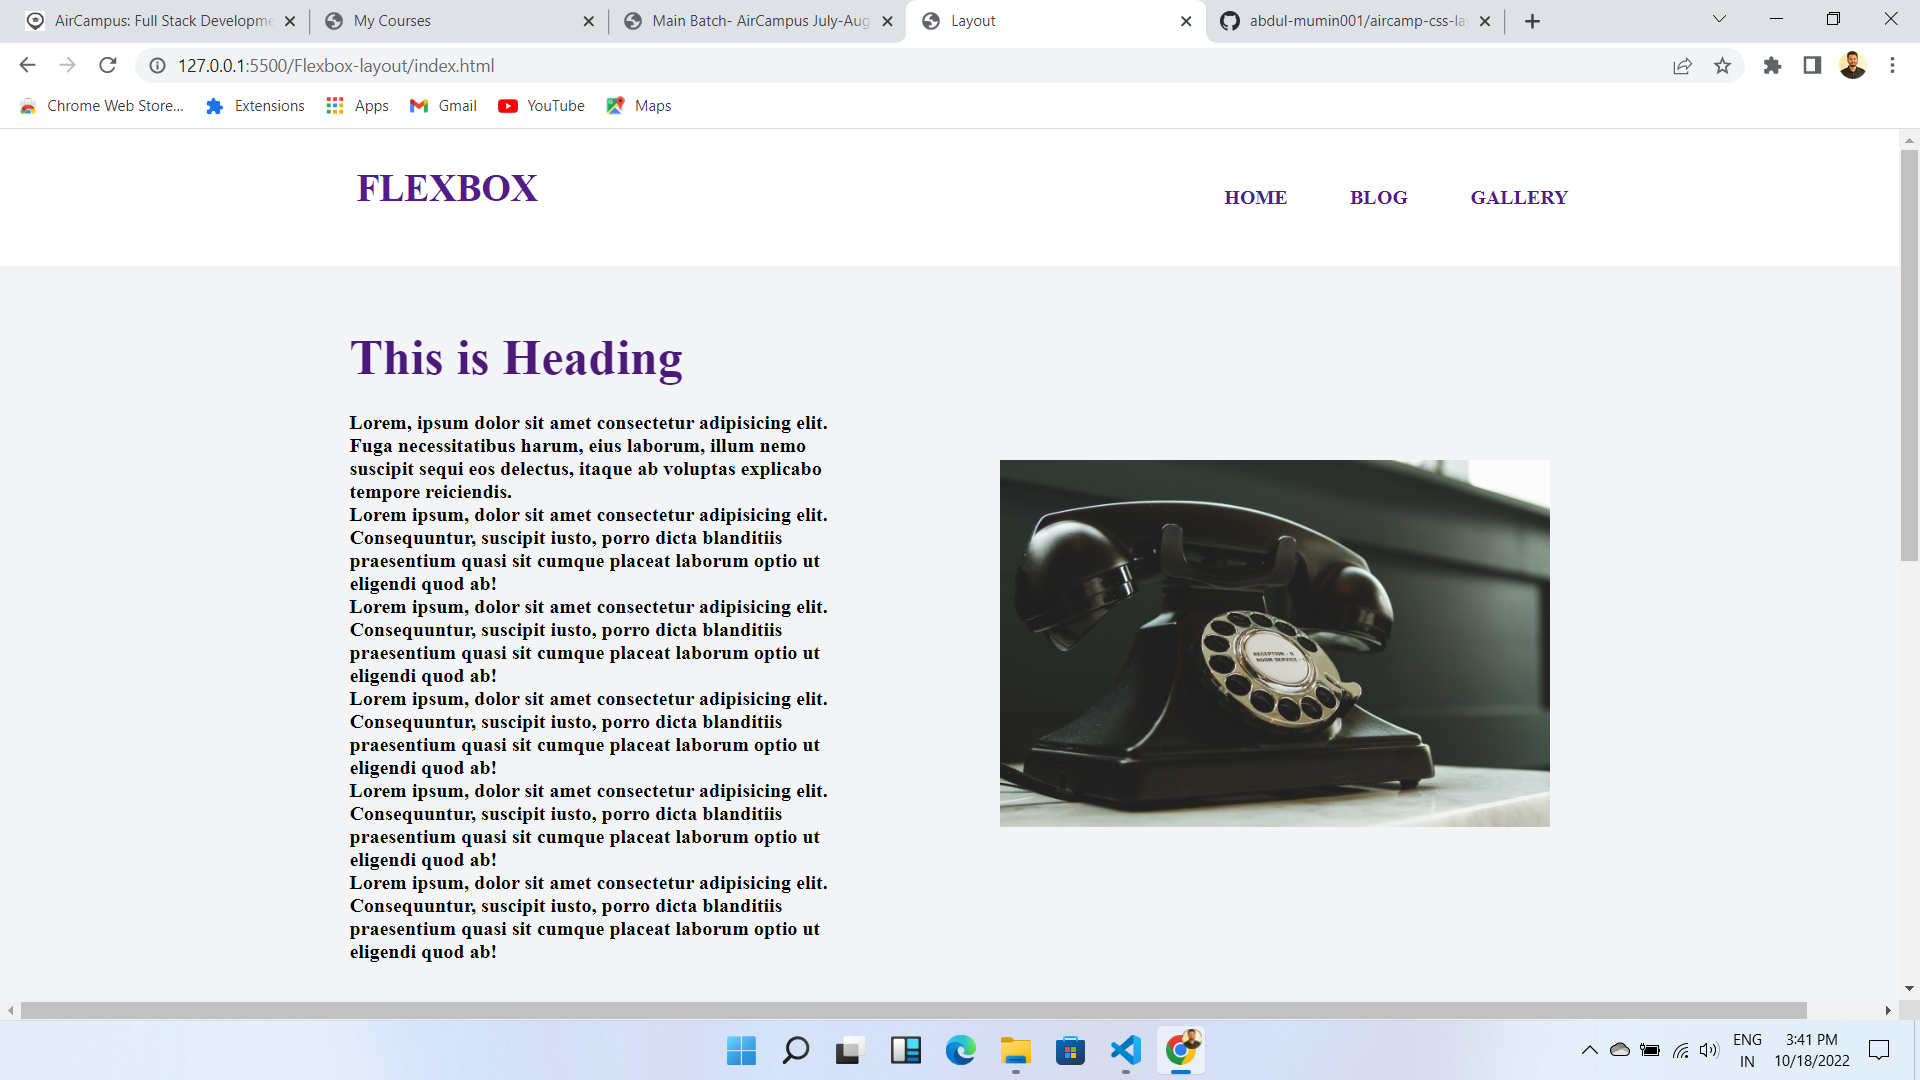 AirCampus: Full Stack Developme
My Courses
Main Batch- AirCampus July-Aug
Layout
abdul-mumin001/aircamp-css-la
127.0.0.1:5500/Flexbox-layout/index.html
Chrome Web Store...
Extensions
Apps
Gmail
YouTube
Maps
FLEXBOX
HOME
BLOG
GALLERY
This is Heading
Lorem, ipsum dolor sit amet consectetur adipisicing elit.
Fuga necessitatibus harum, eius laborum, illum nemo
suscipit sequi eos delectus, itaque ab voluptas explicabo
tempore reiciendis.
Lorem ipsum, dolor sit amet consectetur adipisicing elit.
Consequuntur, suscipit iusto, porro dicta blanditiis
praesentium quasi sit cumque placeat laborum optio ut
eligendi quod ab!
Lorem ipsum, dolor sit amet consectetur adipisicing elit.
Consequuntur, suscipit iusto, porro dicta blanditiis
praesentium quasi sit cumque placeat laborum optio ut
eligendi quod ab!
Lorem ipsum, dolor sit amet consectetur adipisicing elit.
Consequuntur, suscipit iusto, porro dicta blanditiis
praesentium quasi sit cumque placeat laborum optio ut
eligendi quod ab!
Lorem ipsum, dolor sit amet consectetur adipisicing elit.
Consequuntur, suscipit iusto, porro dicta blanditiis
praesentium quasi sit cumque placeat laborum optio ut
eligendi quod ab!
Lorem ipsum, dolor sit amet consectetur adipisicing elit.
Consequuntur, suscipit iusto, porro dicta blanditiis
praesentium quasi sit cumque placeat laborum optio ut
eligendi quod ab!
RECEPTION - 0
ROOM SERVICE -
ENG
IN
3:41 PM
10/18/2022